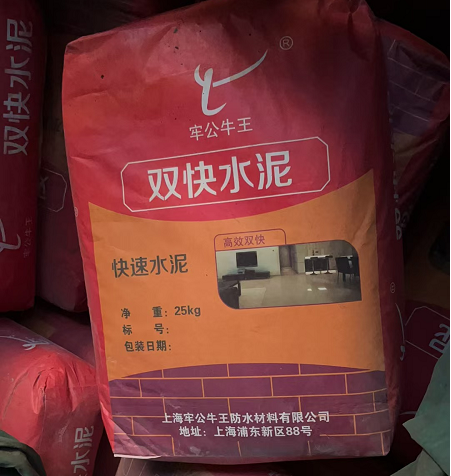 ®
牢公牛王
双快水泥
高效双快
快速水泥
净 重：25kg
标 号：
包装日期：
上海牢公牛王防水材料有限公司
地址：上海浦东新区88号
双快水泥